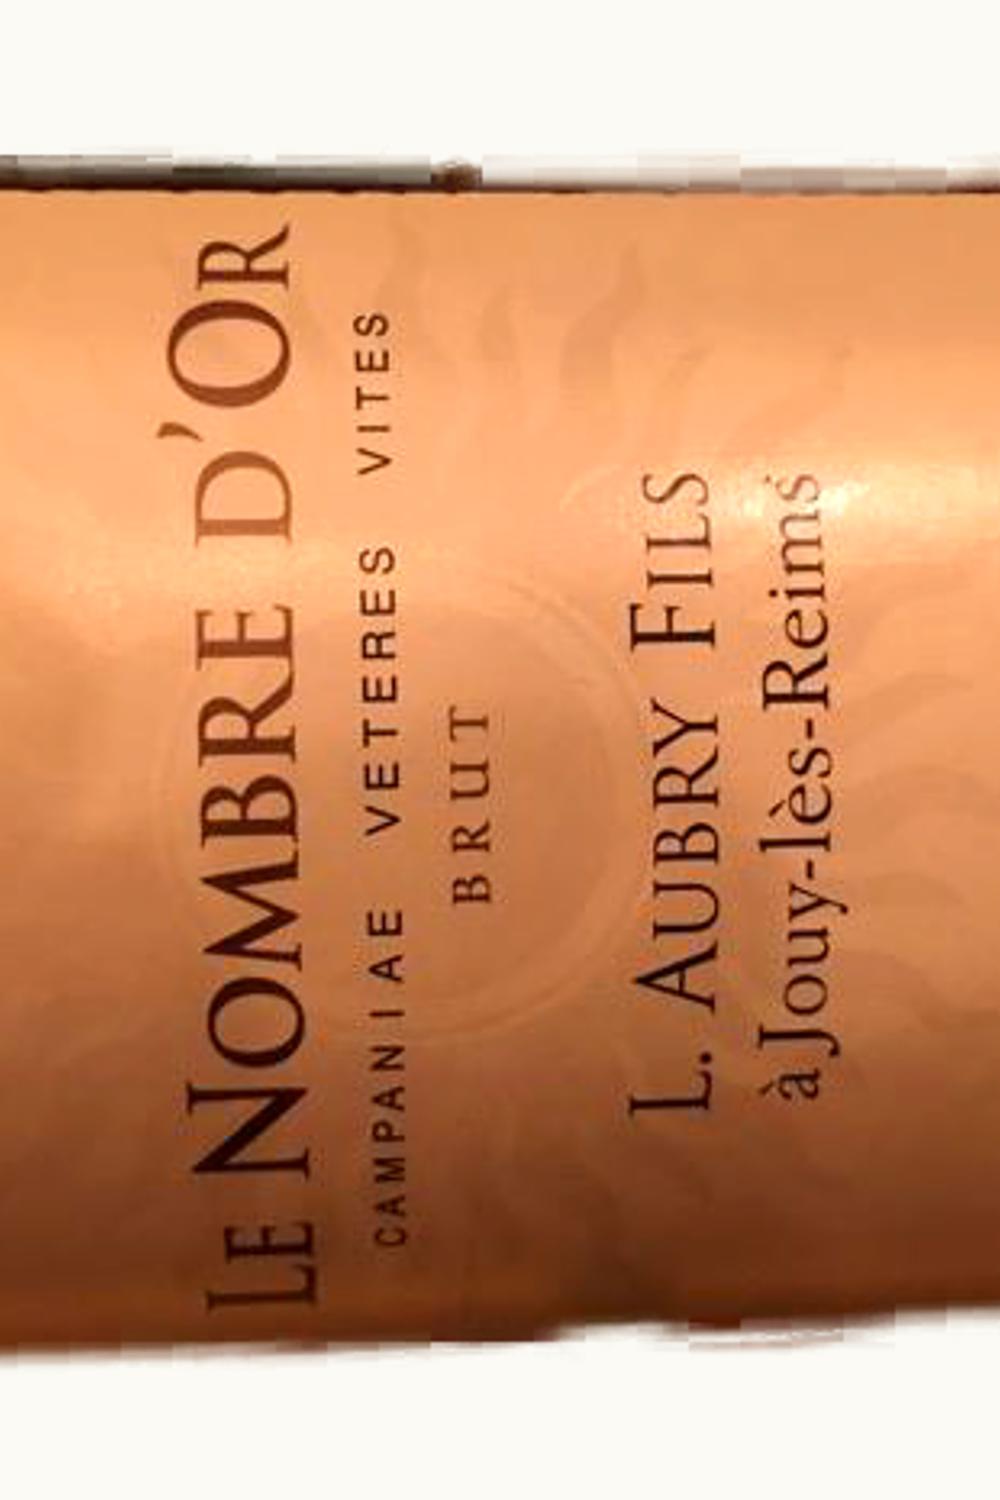 LE NOMBRE D'OR
CAMPANIAE VETERES VITES
BRUT
L. AUBRY FILS
à Jouy-lès-Reims